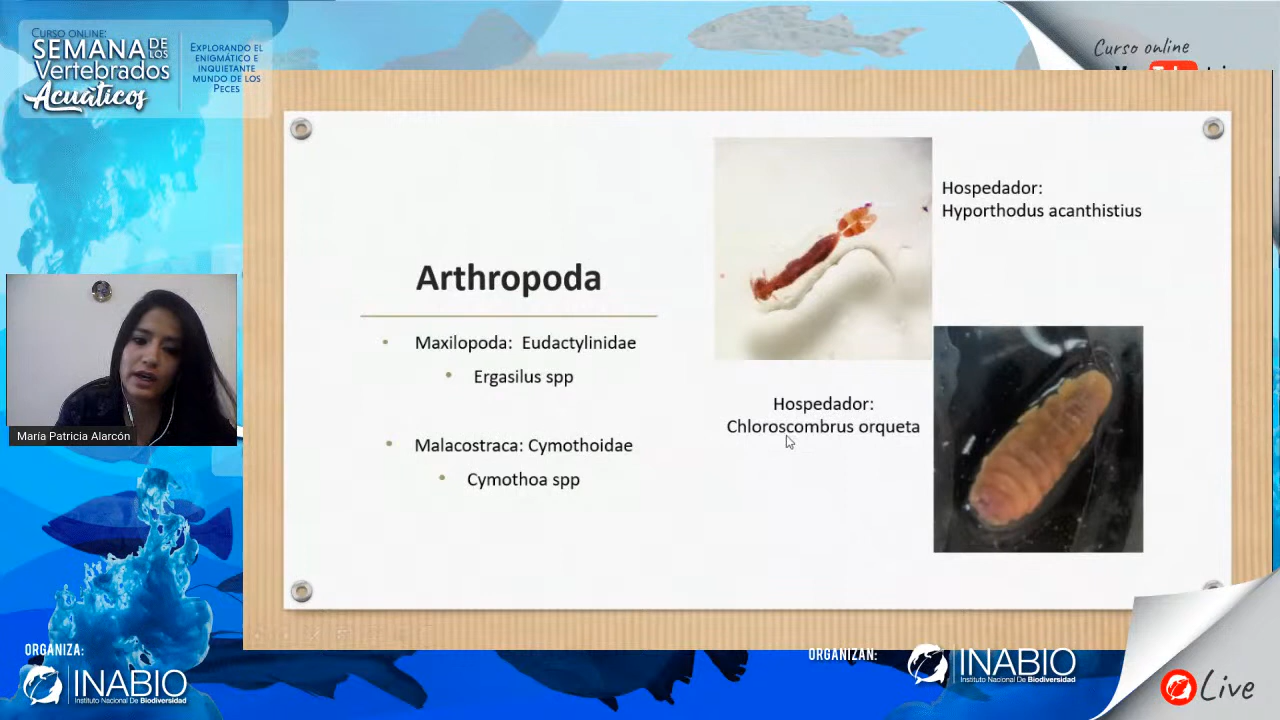 CURSO ONLINE:
SEMANA DE LOS
Vertebrados
Acuáticos
EXPLORANDO EL
ENIGMÁTICO E
INQUIETANTE
MUNDO DE LOS
PECES
Curso online
Arthropoda
Maxilopoda: Eudactylinidae
Ergasilus spp
Malacostraca: Cymothoidae
Cymothoa spp
Hospedador:
Hyporthodus acanthistius
Hospedador:
Chloroscombrus orqueta
María Patricia Alarcón
ORGANIZA:
INABIO
Instituto Nacional De Biodiversidad
ORGANIZAN:
INABIO
Instituto Nacional De Biodiversidad
Live